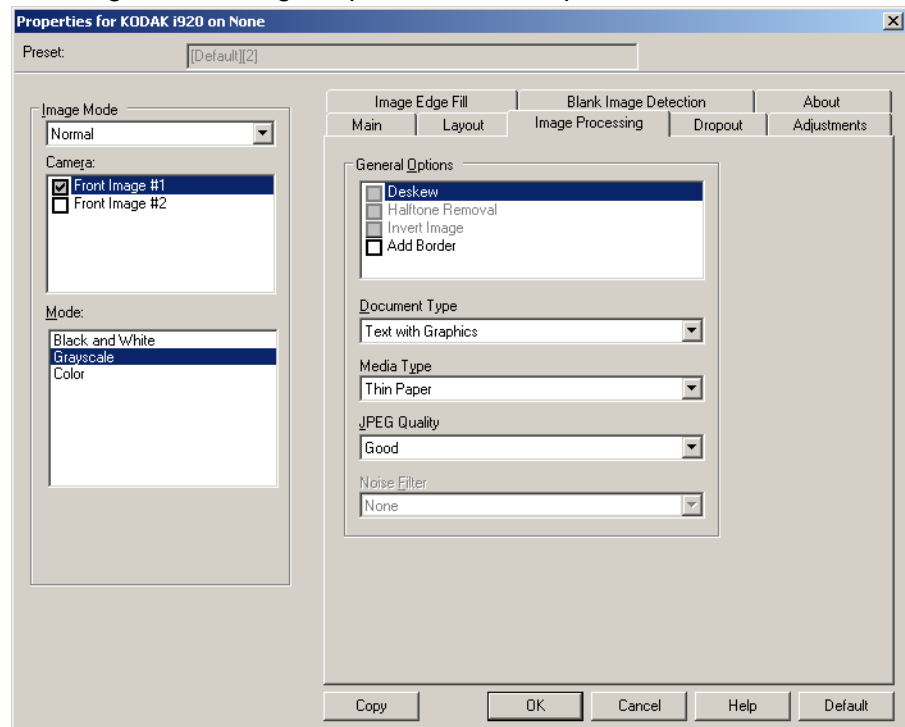 Properties for KODAK i920 on None
Preset:
[Default][2]
Image Mode
Normal
Camera:
Front Image #1
Front Image #2
Mode:
Black and White
Grayscale
Color
Image Edge Fill
Blank Image Detection
About
Main
Layout
Image Processing
Dropout
Adjustments
General Options
Deskew
Halftone Removal
Invert Image
Add Border
Document Type
Text with Graphics
Media Type
Thin Paper
JPEG Quality
Good
Noise Filter
None
Copy
OK
Cancel
Help
Default